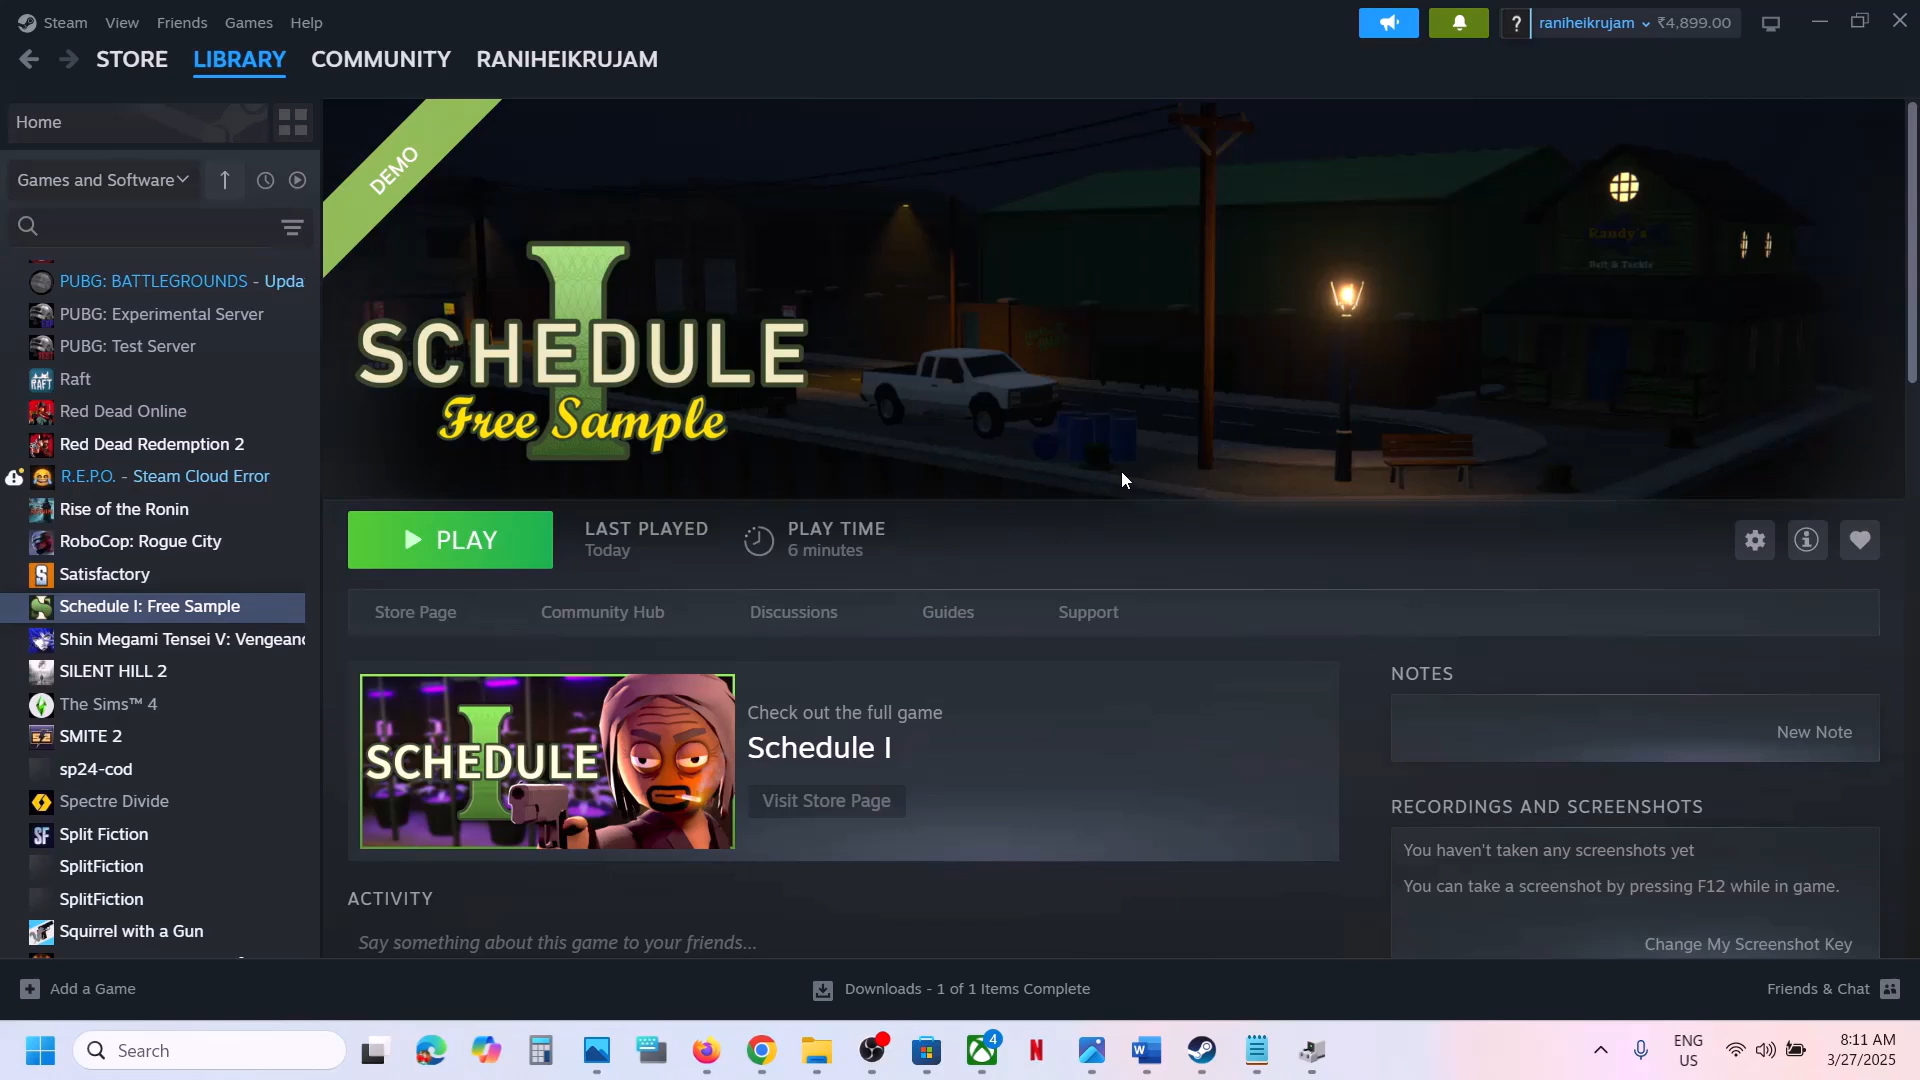 Steam View Friends Games Help
raniheikrujam ₹4,899.00
STORE LIBRARY COMMUNITY RANIHEIKRUJAM
Home
Games and Software
PUBG: BATTLEGROUNDS - Upda
PUBG: Experimental Server
PUBG: Test Server
Raft
Red Dead Online
Red Dead Redemption 2
R.E.P.O. - Steam Cloud Error
Rise of the Ronin
RoboCop: Rogue City
Satisfactory
Schedule I: Free Sample
Shin Megami Tensei V: Vengeanc
SILENT HILL 2
The Sims™ 4
SMITE 2
sp24-cod
Spectre Divide
Split Fiction
SplitFiction
SplitFiction
Squirrel with a Gun
DEMO
SCHEDULE I
Free Sample
Randy's
Bait & Tackle
PLAY
LAST PLAYED
Today
PLAY TIME
6 minutes
Store Page Community Hub Discussions Guides Support
SCHEDULE I
Check out the full game
Schedule I
Visit Store Page
ACTIVITY
Say something about this game to your friends...
NOTES
New Note
RECORDINGS AND SCREENSHOTS
You haven't taken any screenshots yet
You can take a screenshot by pressing F12 while in game.
Change My Screenshot Key
Add a Game
Downloads - 1 of 1 Items Complete
Friends & Chat
Search
4
ENG
US
8:11 AM
3/27/2025